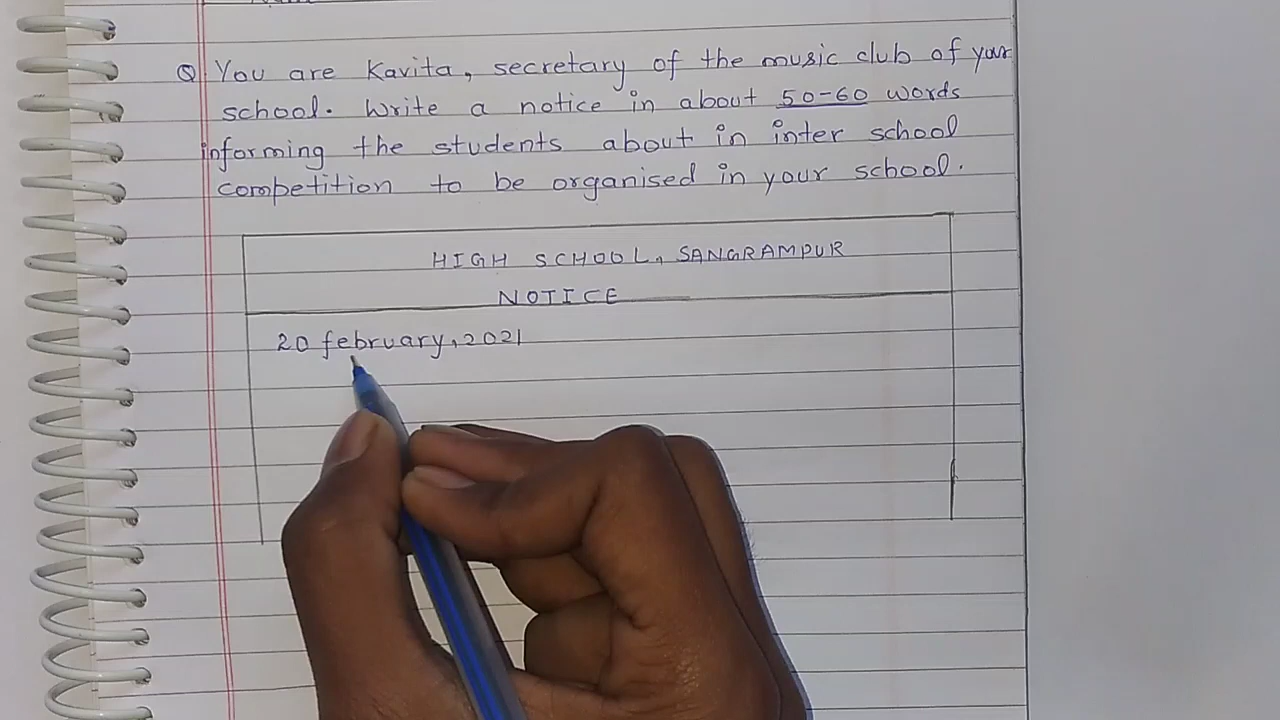 Q You are Kavita, secretary of the music club of your
school. Write a notice in about 50-60 words
informing the students about in inter school
competition to be organised in your school.
HIGH SCHOOL, SANGRAMPUR
NOTICE
20 february, 2021